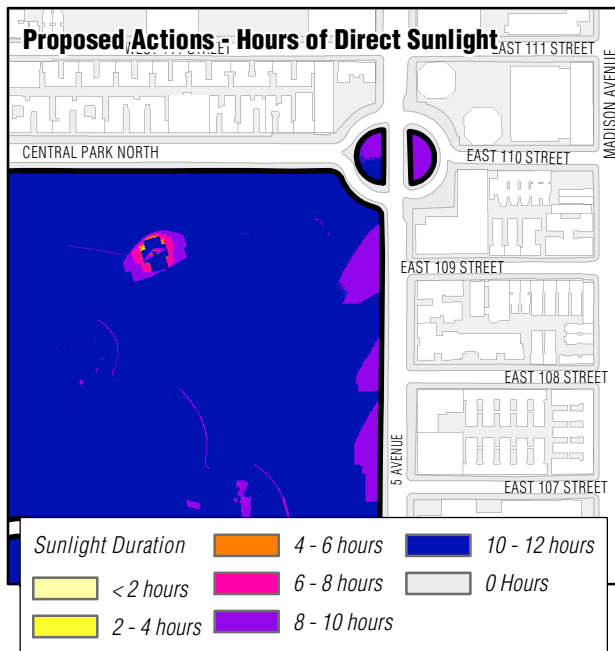 Proposed Actions - Hours of Direct Sunlight
EAST 111 STREET
MADISON AVENUE
CENTRAL PARK NORTH
EAST 110 STREET
EAST 109 STREET
EAST 108 STREET
5 AVENUE
EAST 107 STREET
Sunlight Duration
< 2 hours
2 - 4 hours
4 - 6 hours
6 - 8 hours
8 - 10 hours
10 - 12 hours
0 Hours